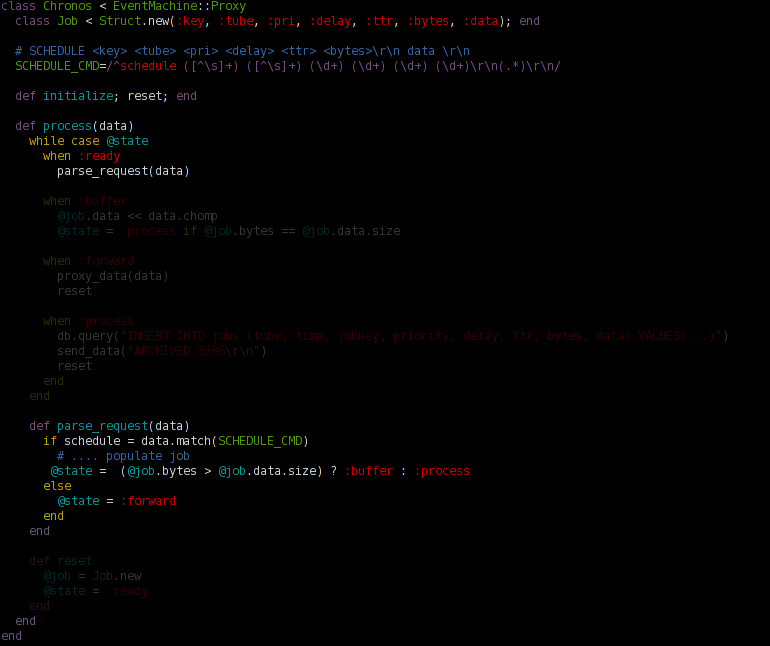 class Chronos < EventMachine::Proxy
  class Job < Struct.new(:key, :tube, :pri, :delay, :ttr, :bytes, :data); end

  # SCHEDULE <key> <tube> <pri> <delay> <ttr> <bytes>\r\n data \r\n
  SCHEDULE_CMD=/^schedule ([^\s]+) ([^\s]+) (\d+) (\d+) (\d+) (\d+)\r\n(.*)\r\n/

  def initialize; reset; end

  def process(data)
    while case @state
      when :ready
        parse_request(data)

      when :buffer
        @job.data << data.chomp
        @state = :process if @job.bytes == @job.data.size

      when :forward
        proxy_data(data)
        reset

      when :process
        db.query("INSERT INTO jobs (tube, time, jobkey, priority, delay, ttr, bytes, data) VALUES(...)")
        send_data("ARCHIVED 3306\r\n")
        reset
      end
    end

    def parse_request(data)
      if schedule = data.match(SCHEDULE_CMD)
        # .... populate job
       @state =  (@job.bytes > @job.data.size) ? :buffer : :process
      else
        @state = :forward
      end
    end

    def reset
      @job = Job.new
      @state = :ready
    end
  end
end